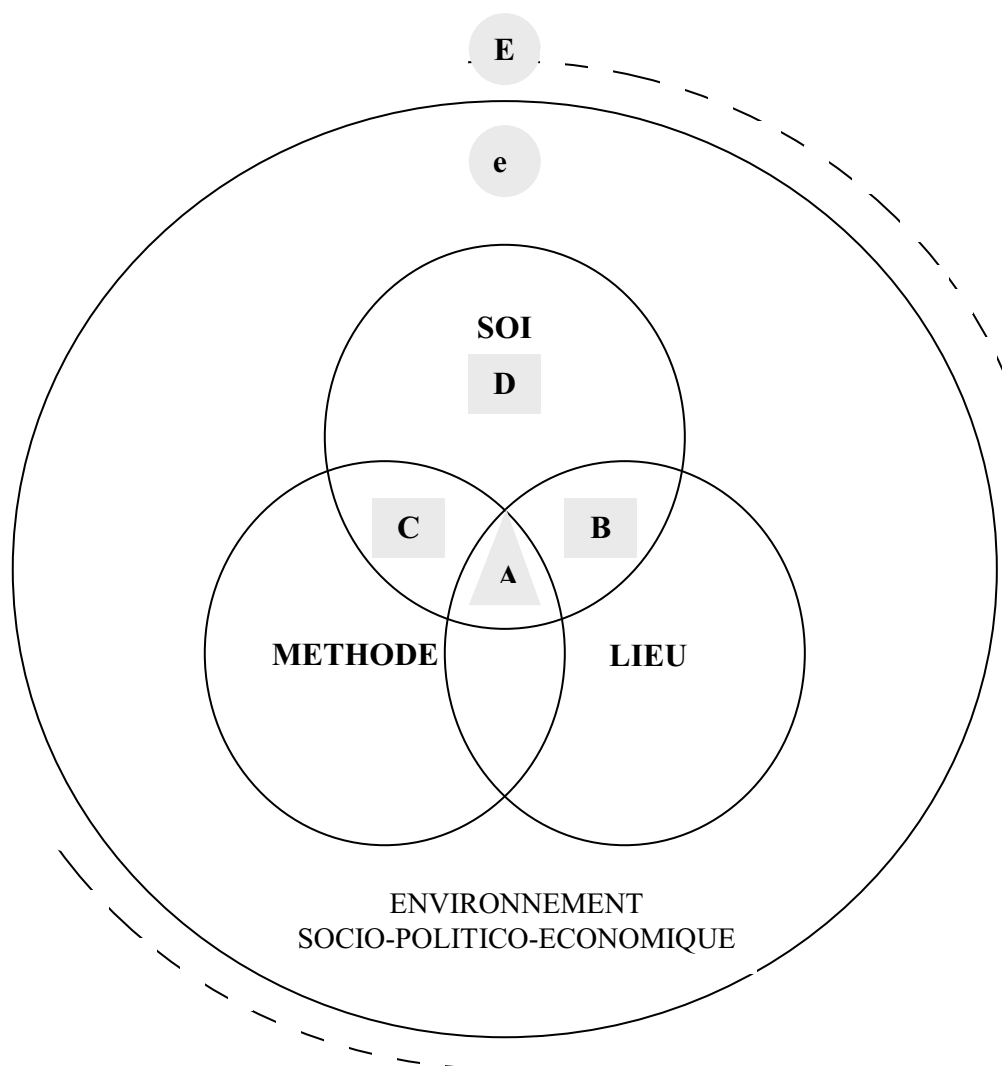 E
e
SOI
D
C
B
A
METHODE
LIEU
ENVIRONNEMENT
SOCIO-POLITICO-ECONOMIQUE